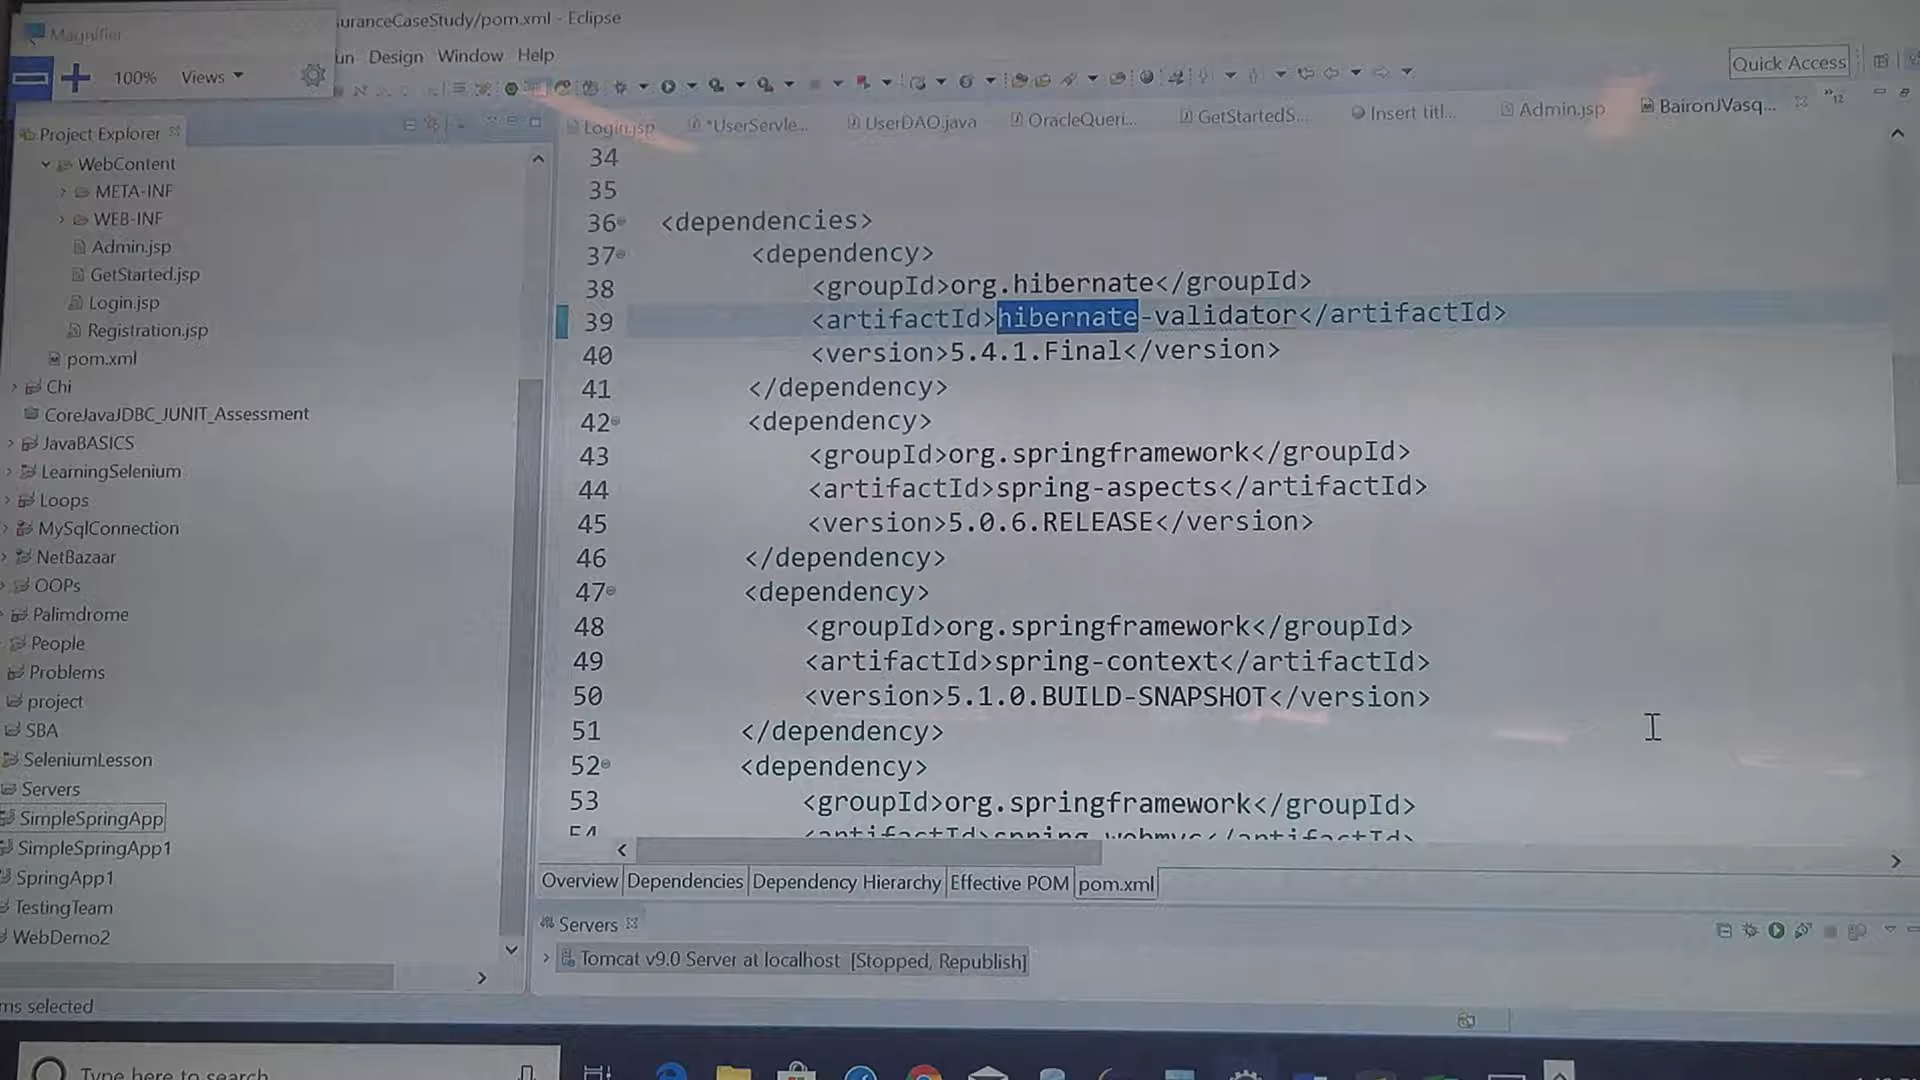 Magnifier
uranceCaseStudy/pom.xml - Eclipse
un Design Window Help
100% Views
Quick Access
Project Explorer
Login.jsp
*UserServle...
UserDAO.java
OracleQueri...
GetStartedS...
Insert titl...
Admin.jsp
BaironJVasq...
12
WebContent
META-INF
WEB-INF
Admin.jsp
GetStarted.jsp
Login.jsp
Registration.jsp
pom.xml
Chi
CoreJavaJDBC_JUNIT_Assessment
JavaBASICS
LearningSelenium
Loops
MySqlConnection
NetBazaar
OOPs
Palimdrome
People
Problems
project
SBA
SeleniumLesson
Servers
SimpleSpringApp
SimpleSpringApp1
SpringApp1
TestingTeam
WebDemo2
34
35
36 <dependencies>
37 <dependency>
38 <groupId>org.hibernate</groupId>
39 <artifactId>hibernate-validator</artifactId>
40 <version>5.4.1.Final</version>
41 </dependency>
42 <dependency>
43 <groupId>org.springframework</groupId>
44 <artifactId>spring-aspects</artifactId>
45 <version>5.0.6.RELEASE</version>
46 </dependency>
47 <dependency>
48 <groupId>org.springframework</groupId>
49 <artifactId>spring-context</artifactId>
50 <version>5.1.0.BUILD-SNAPSHOT</version>
51 </dependency>
52 <dependency>
53 <groupId>org.springframework</groupId>
54 <artifactId>spring-webmvc</artifactId>
Overview Dependencies Dependency Hierarchy Effective POM pom.xml
Servers
Tomcat v9.0 Server at localhost [Stopped, Republish]
ms selected
Type here to search